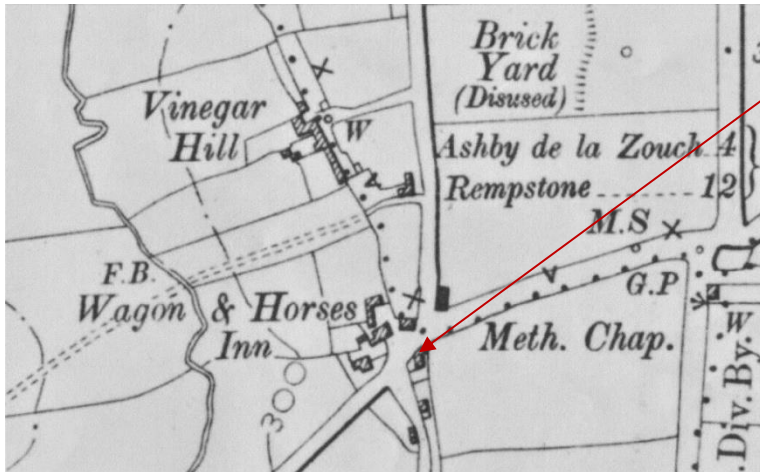 Brick
Yard
(Disused)
Vinegar
Hill
W
Ashby de la Zouch 4
Rempstone 12
M.S
F.B.
G.P
Wagon & Horses
Inn
Meth. Chap.
W
300
Div. By.